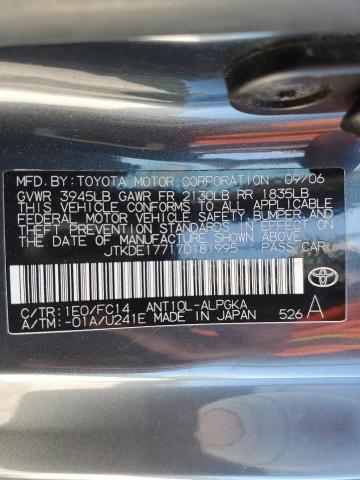 MFD.BY:TOYOTA MOTOR CORPORATION 09/06
GVWR 3945LB GAWR FR 2130LB RR 1835LB
THIS VEHICLE CONFORMS TO ALL APPLICABLE
FEDERAL MOTOR VEHICLE SAFETY, BUMPER, AND
THEFT PREVENTION STANDARDS IN EFFECT ON
THE DATE OF MANUFACTURE SHOWN ABOVE.
JTKDE177170181995 PASS.CAR
C/TR:1E0/FC14 ANT10L-ALPGKA
A/TM:-01A/U241E MADE IN JAPAN 526 A